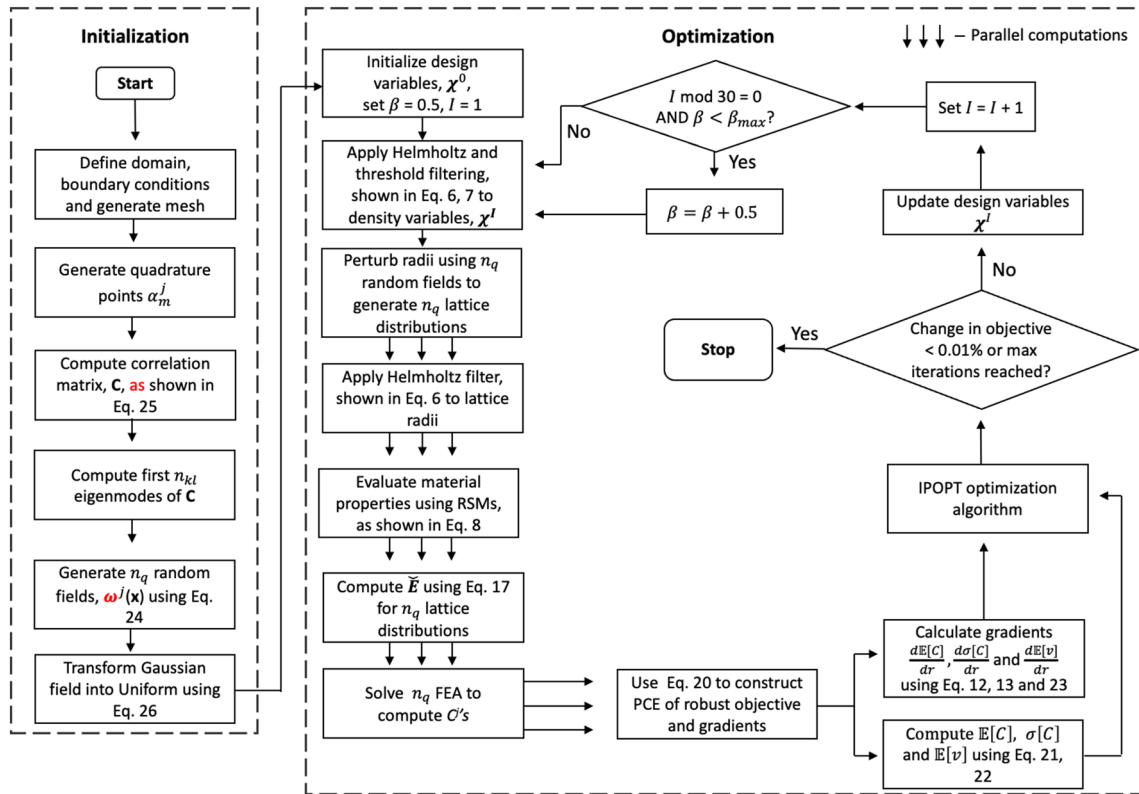 Initialization
Start
Define domain,
boundary conditions
and generate mesh
Generate quadrature
points α_m^j
Compute correlation
matrix, C, as shown in
Eq. 25
Compute first n_kl
eigenmodes of C
Generate n_q random
fields, ω^j(x) using Eq.
24
Transform Gaussian
field into Uniform using
Eq. 26
Optimization
↓ ↓ ↓ – Parallel computations
Initialize design
variables, χ^0,
set β = 0.5, I = 1
Apply Helmholtz and
threshold filtering,
shown in Eq. 6, 7 to
density variables, χ^I
Perturb radii using n_q
random fields to
generate n_q lattice
distributions
Apply Helmholtz filter,
shown in Eq. 6 to lattice
radii
Evaluate material
properties using RSMs,
as shown in Eq. 8
Compute Ĕ using Eq. 17
for n_q lattice
distributions
Solve n_q FEA to
compute C^j's
Use Eq. 20 to construct
PCE of robust objective
and gradients
Calculate gradients
d𝔼[C]/dr, dσ[C]/dr and d𝔼[v]/dr
using Eq. 12, 13 and 23
Compute 𝔼[C], σ[C]
and 𝔼[v] using Eq. 21,
22
IPOPT optimization
algorithm
Change in objective
< 0.01% or max
iterations reached?
Yes
Stop
No
Update design variables
χ^I
Set I = I + 1
I mod 30 = 0
AND β < β_max?
No
Yes
β = β + 0.5